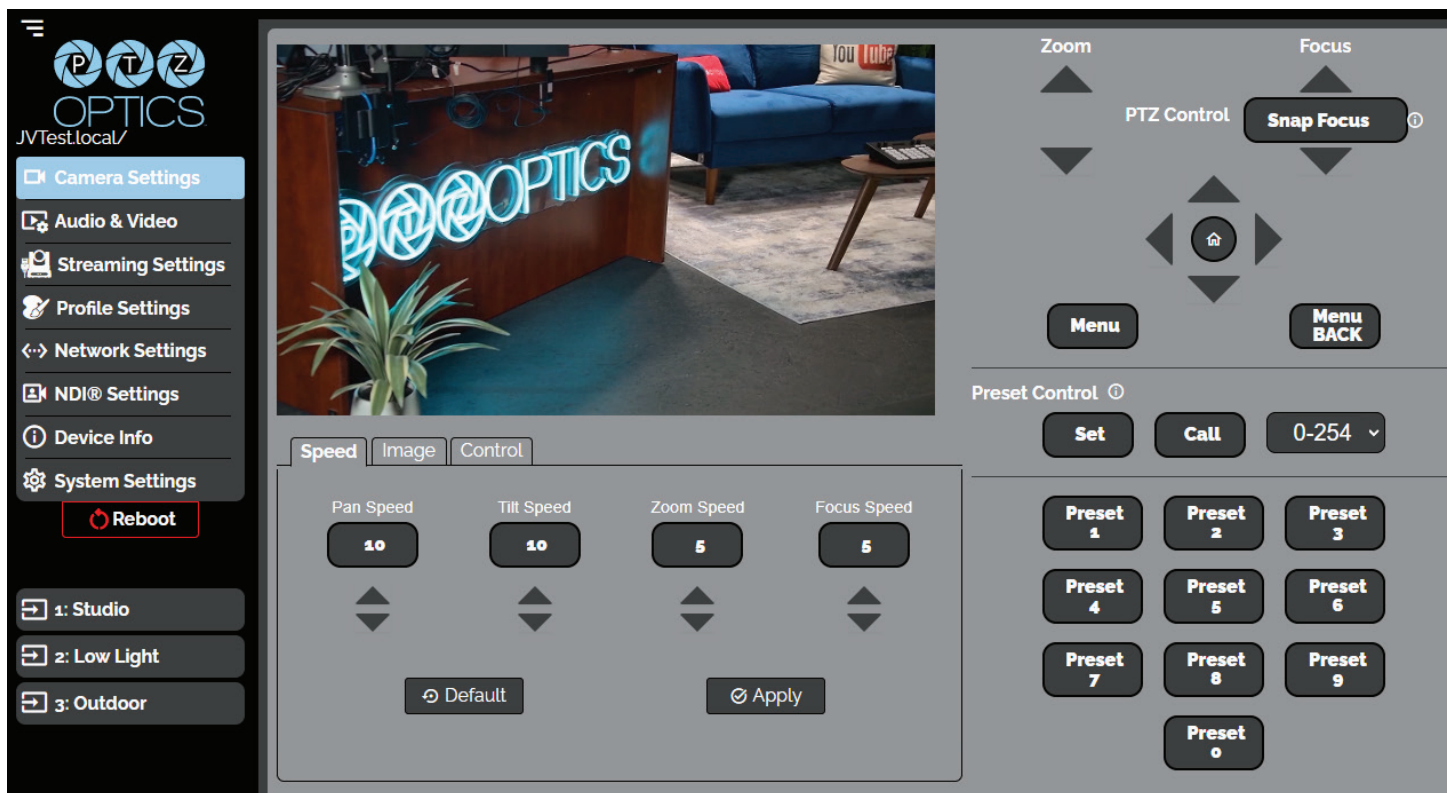 PTZ
OPTICS
JVTest.local/
Camera Settings
Audio & Video
Streaming Settings
Profile Settings
Network Settings
NDI® Settings
Device Info
System Settings
Reboot
1: Studio
2: Low Light
3: Outdoor
You Tube
PTZOPTICS
Speed Image Control
Pan Speed Tilt Speed Zoom Speed Focus Speed
10 10 5 5
Default Apply
Zoom Focus
PTZ Control Snap Focus
Menu Menu
BACK
Preset Control
Set Call 0-254
Preset Preset Preset
1 2 3
Preset Preset Preset
4 5 6
Preset Preset Preset
7 8 9
Preset
0